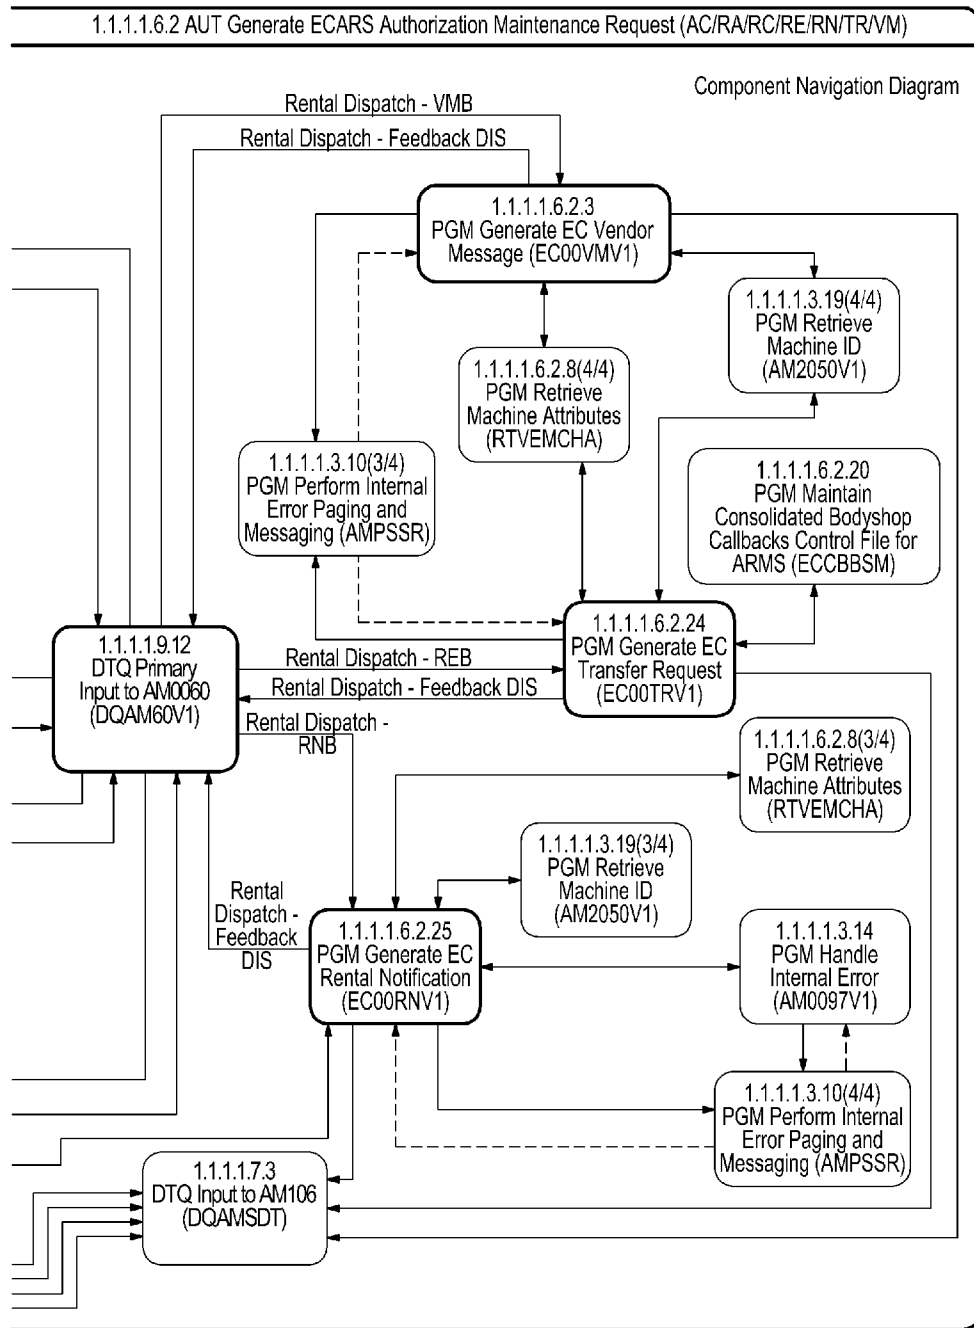 1.1.1.1.6.2 AUT Generate ECARS Authorization Maintenance Request (AC/RA/RC/RE/RN/TR/VM)
Component Navigation Diagram
Rental Dispatch - VMB
Rental Dispatch - Feedback DIS
1.1.1.1.6.2.3
PGM Generate EC Vendor
Message (EC00VMV1)
1.1.1.1.3.19(4/4)
PGM Retrieve
Machine ID
(AM2050V1)
1.1.1.1.6.2.8(4/4)
PGM Retrieve
Machine Attributes
(RTVEMCHA)
1.1.1.1.3.10(3/4)
PGM Perform Internal
Error Paging and
Messaging (AMPSSR)
1.1.1.1.6.2.20
PGM Maintain
Consolidated Bodyshop
Callbacks Control File for
ARMS (ECCBBSM)
1.1.1.1.9.12
DTQ Primary
Input to AM0060
(DQAM60V1)
Rental Dispatch - REB
Rental Dispatch - Feedback DIS
Rental Dispatch -
RNB
1.1.1.1.6.2.24
PGM Generate EC
Transfer Request
(EC00TRV1)
1.1.1.1.6.2.8(3/4)
PGM Retrieve
Machine Attributes
(RTVEMCHA)
1.1.1.1.3.19(3/4)
PGM Retrieve
Machine ID
(AM2050V1)
Rental
Dispatch -
Feedback
DIS
1.1.1.1.6.2.25
PGM Generate EC
Rental Notification
(EC00RNV1)
1.1.1.1.3.14
PGM Handle
Internal Error
(AM0097V1)
1.1.1.1.3.10(4/4)
PGM Perform Internal
Error Paging and
Messaging (AMPSSR)
1.1.1.1.7.3
DTQ Input to AM106
(DQAMSDT)